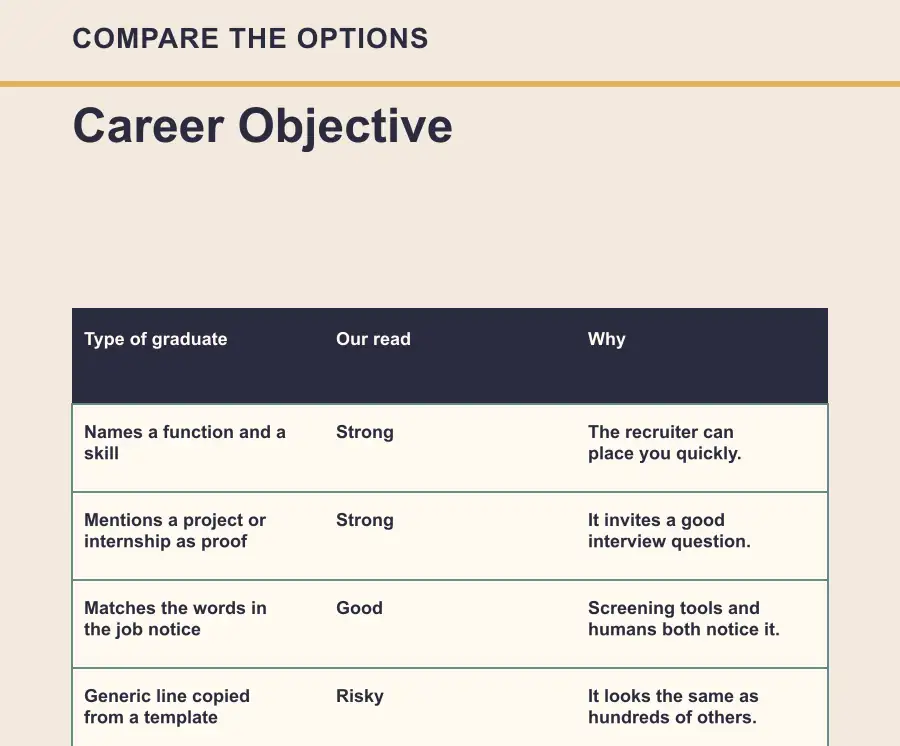 COMPARE THE OPTIONS
Career Objective
Type of graduate
Our read
Why
Names a function and a
skill
Strong
The recruiter can
place you quickly.
Mentions a project or
internship as proof
Strong
It invites a good
interview question.
Matches the words in
the job notice
Good
Screening tools and
humans both notice it.
Generic line copied
from a template
Risky
It looks the same as
hundreds of others.